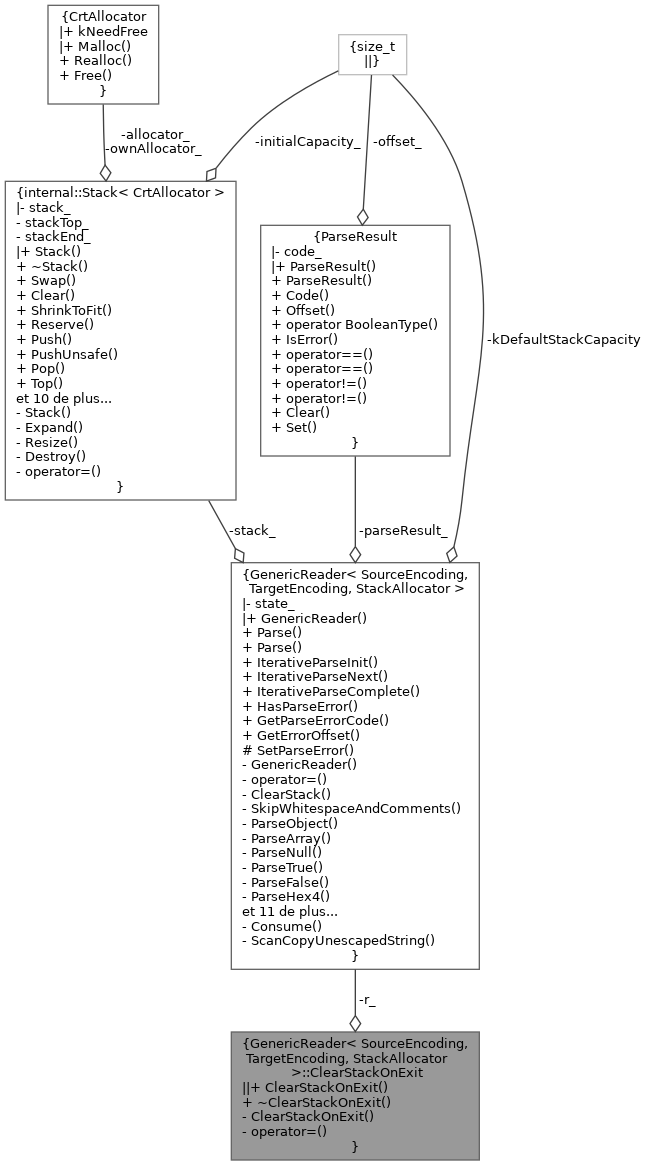 {CrtAllocator
|+ kNeedFree
|+ Malloc()
+ Realloc()
+ Free()
}
{size_t
||}
-allocator_
-ownAllocator_
-initialCapacity_
-offset_
{internal::Stack< CrtAllocator >
|- stack_
- stackTop_
- stackEnd_
|+ Stack()
+ ~Stack()
+ Swap()
+ Clear()
+ ShrinkToFit()
+ Reserve()
+ Push()
+ PushUnsafe()
+ Pop()
+ Top()
et 10 de plus...
- Stack()
- Expand()
- Resize()
- Destroy()
- operator=()
}
{ParseResult
|- code_
|+ ParseResult()
+ ParseResult()
+ Code()
+ Offset()
+ operator BooleanType()
+ IsError()
+ operator==()
+ operator==()
+ operator!=()
+ operator!=()
+ Clear()
+ Set()
}
-kDefaultStackCapacity
-stack_
-parseResult_
{GenericReader< SourceEncoding,
TargetEncoding, StackAllocator >
|- state_
|+ GenericReader()
+ Parse()
+ Parse()
+ IterativeParseInit()
+ IterativeParseNext()
+ IterativeParseComplete()
+ HasParseError()
+ GetParseErrorCode()
+ GetErrorOffset()
# SetParseError()
- GenericReader()
- operator=()
- ClearStack()
- SkipWhitespaceAndComments()
- ParseObject()
- ParseArray()
- ParseNull()
- ParseTrue()
- ParseFalse()
- ParseHex4()
et 11 de plus...
- Consume()
- ScanCopyUnescapedString()
}
-r_
{GenericReader< SourceEncoding,
TargetEncoding, StackAllocator
>::ClearStackOnExit
||+ ClearStackOnExit()
+ ~ClearStackOnExit()
- ClearStackOnExit()
- operator=()
}